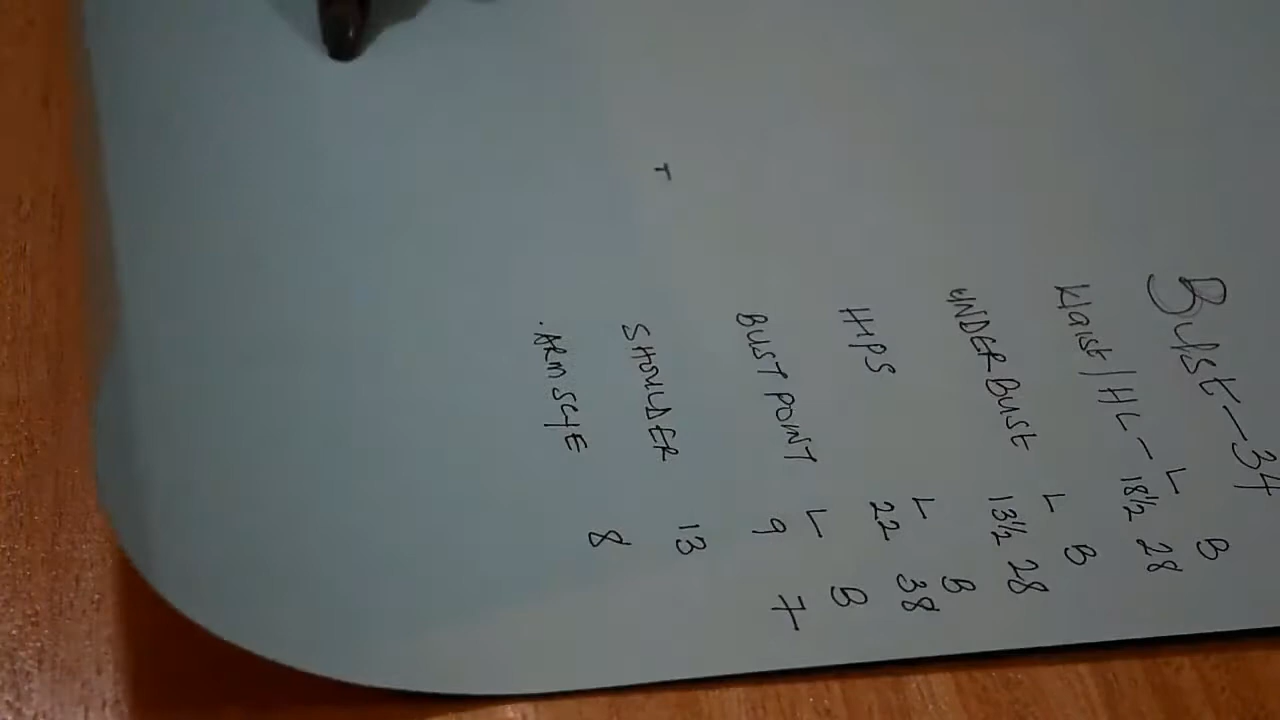 Bust - 34
L B
Waist / HL - 18½ 28
L B
UNDER BUST 13½ 28
L B
HIPS 22 38
L B
BUST POINT 9 7
SHOULDER 13
ARM SCYE 8